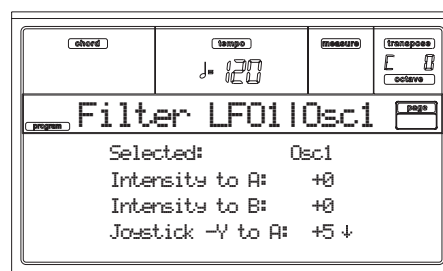 chord tempo measure transpose
♩= 120 C 0
octave
program Filter LFO1|Osc1 page
Selected: Osc1
Intensity to A: +0
Intensity to B: +0
Joystick -Y to A: +5 ↓